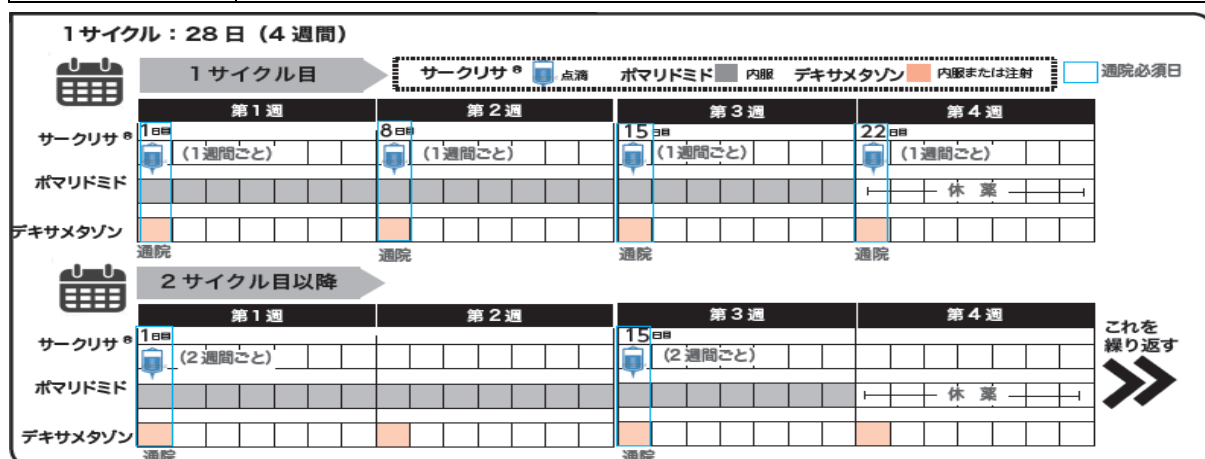 1サイクル：28日（4週間）
1サイクル目
サークリサ® 点滴 ポマリドミド 内服 デキサメタゾン 内服または注射 通院必須日
第1週 第2週 第3週 第4週
サークリサ® 1日目 8日目 15日目 22日目
(1週間ごと) (1週間ごと) (1週間ごと) (1週間ごと)
ポマリドミド 休薬
デキサメタゾン
通院 通院 通院 通院
2サイクル目以降
第1週 第2週 第3週 第4週
サークリサ® 1日目 15日目
(2週間ごと) (2週間ごと)
これを
繰り返す
ポマリドミド 休薬
デキサメタゾン
通院 通院